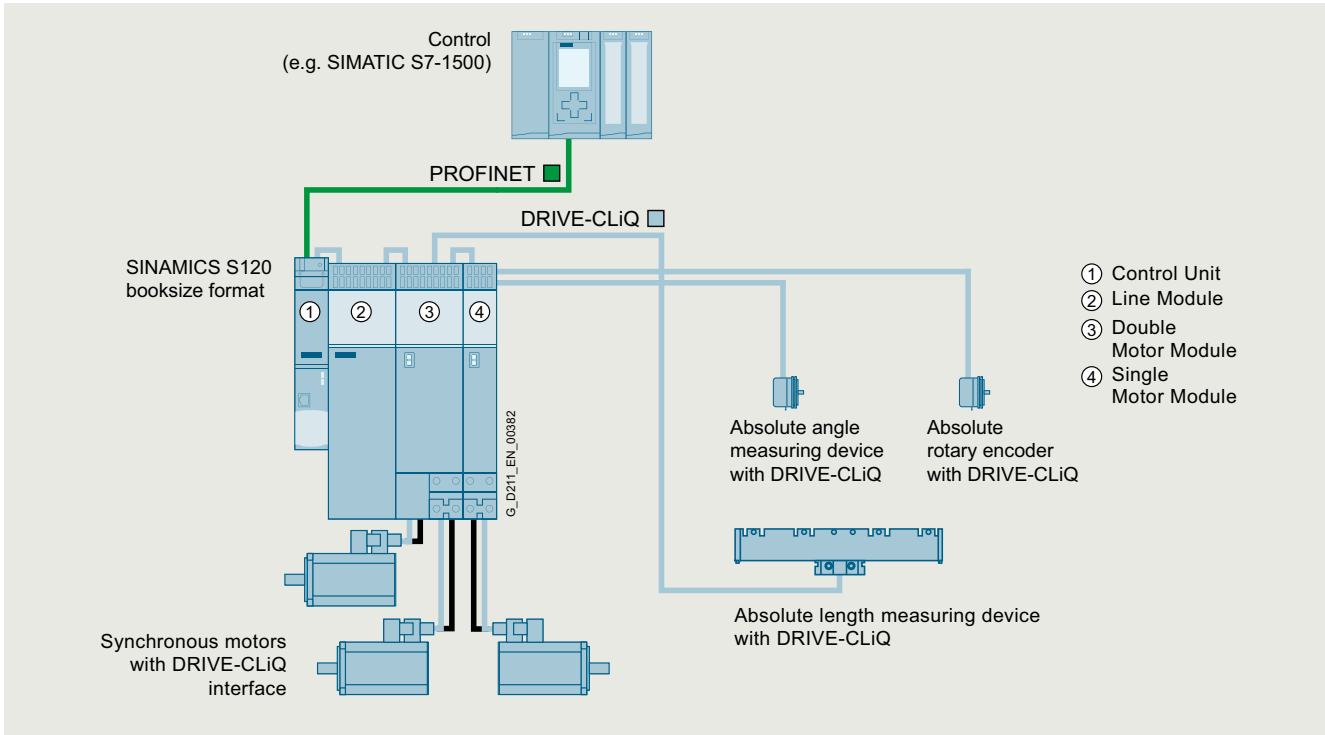 Control
(e.g. SIMATIC S7-1500)
PROFINET
DRIVE-CLiQ
SINAMICS S120
booksize format
1
2
3
4
① Control Unit
② Line Module
③ Double
Motor Module
④ Single
Motor Module
G_D211_EN_00382
Absolute angle
measuring device
with DRIVE-CLiQ
Absolute
rotary encoder
with DRIVE-CLiQ
Absolute length measuring device
with DRIVE-CLiQ
Synchronous motors
with DRIVE-CLiQ
interface